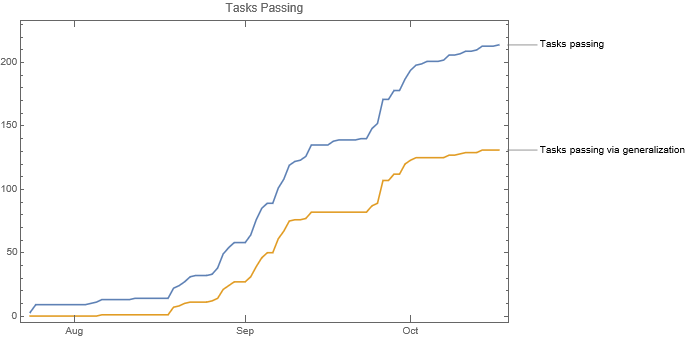 Tasks Passing
200
150
100
50
0
Aug
Sep
Oct
Tasks passing
Tasks passing via generalization